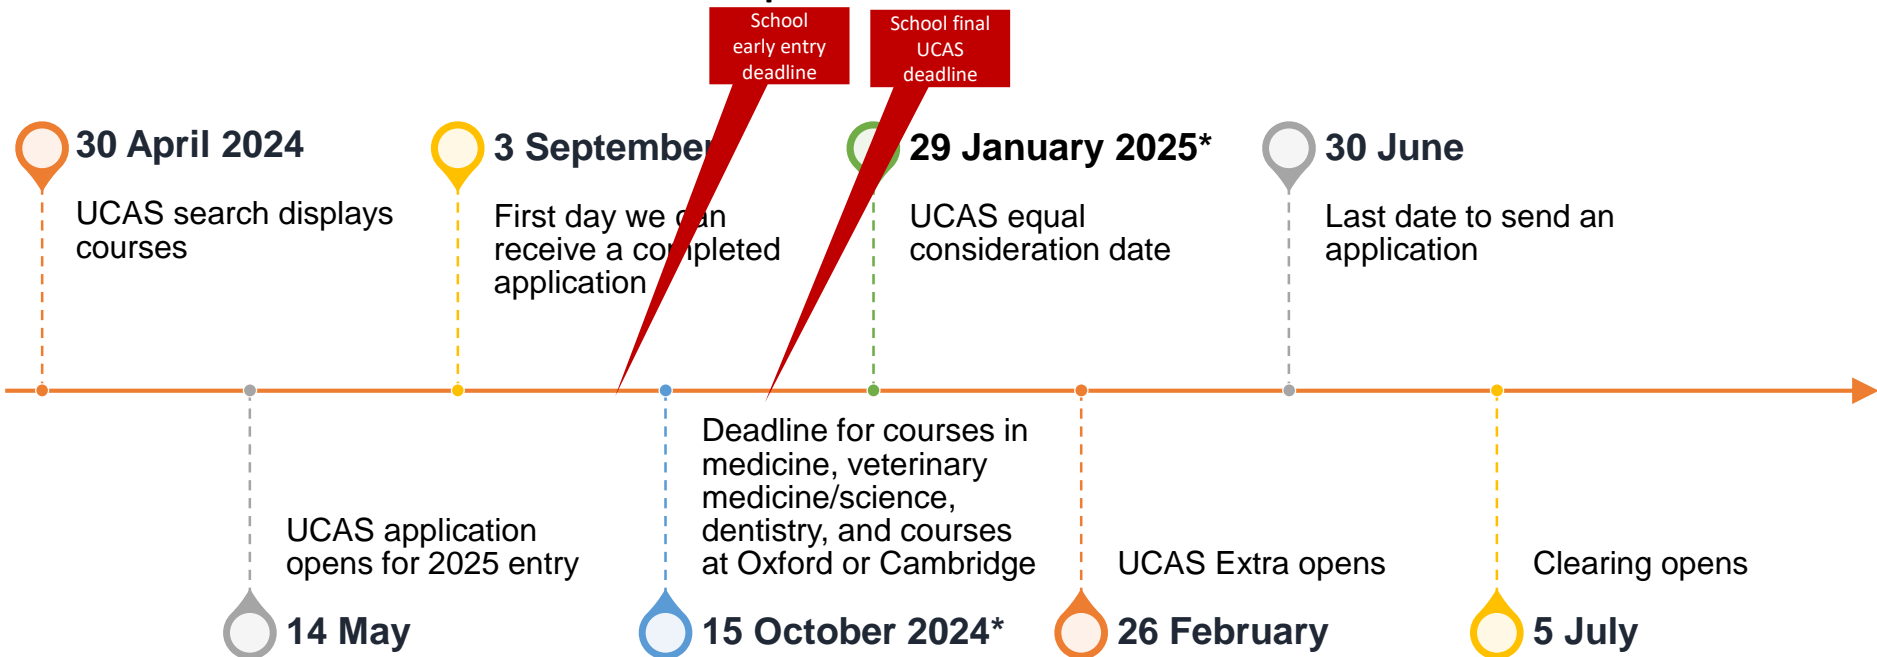 School
early entry
deadline
School final
UCAS
deadline
30 April 2024
UCAS search displays
courses
3 September
First day we can
receive a completed
application
29 January 2025*
UCAS equal
consideration date
30 June
Last date to send an
application
UCAS application
opens for 2025 entry
14 May
Deadline for courses in
medicine, veterinary
medicine/science,
dentistry, and courses
at Oxford or Cambridge
15 October 2024*
UCAS Extra opens
26 February
Clearing opens
5 July